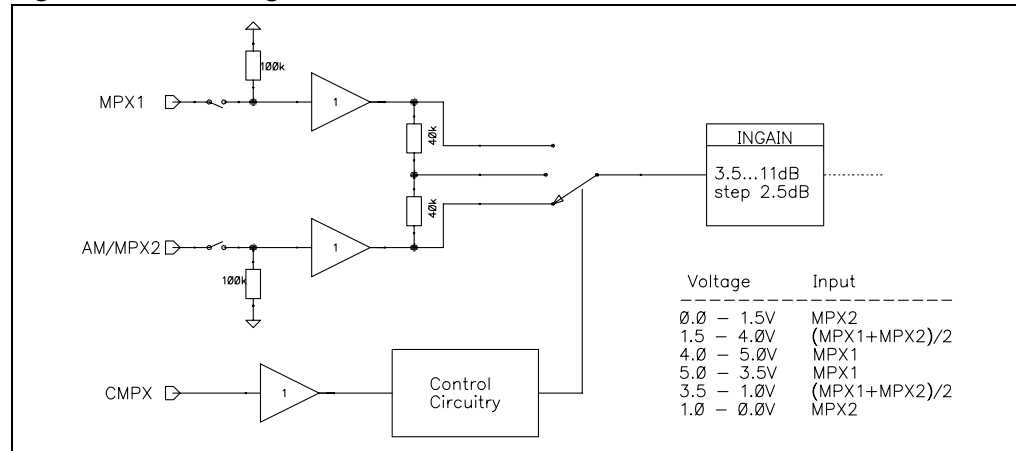 100k
MPX1
1
40k
INGAIN
3.5...11dB
step 2.5dB
40k
AM/MPX2
1
100k
Voltage Input
0.0 – 1.5V MPX2
1.5 – 4.0V (MPX1+MPX2)/2
4.0 – 5.0V MPX1
5.0 – 3.5V MPX1
3.5 – 1.0V (MPX1+MPX2)/2
1.0 – 0.0V MPX2
CMPX
1
Control
Circuitry